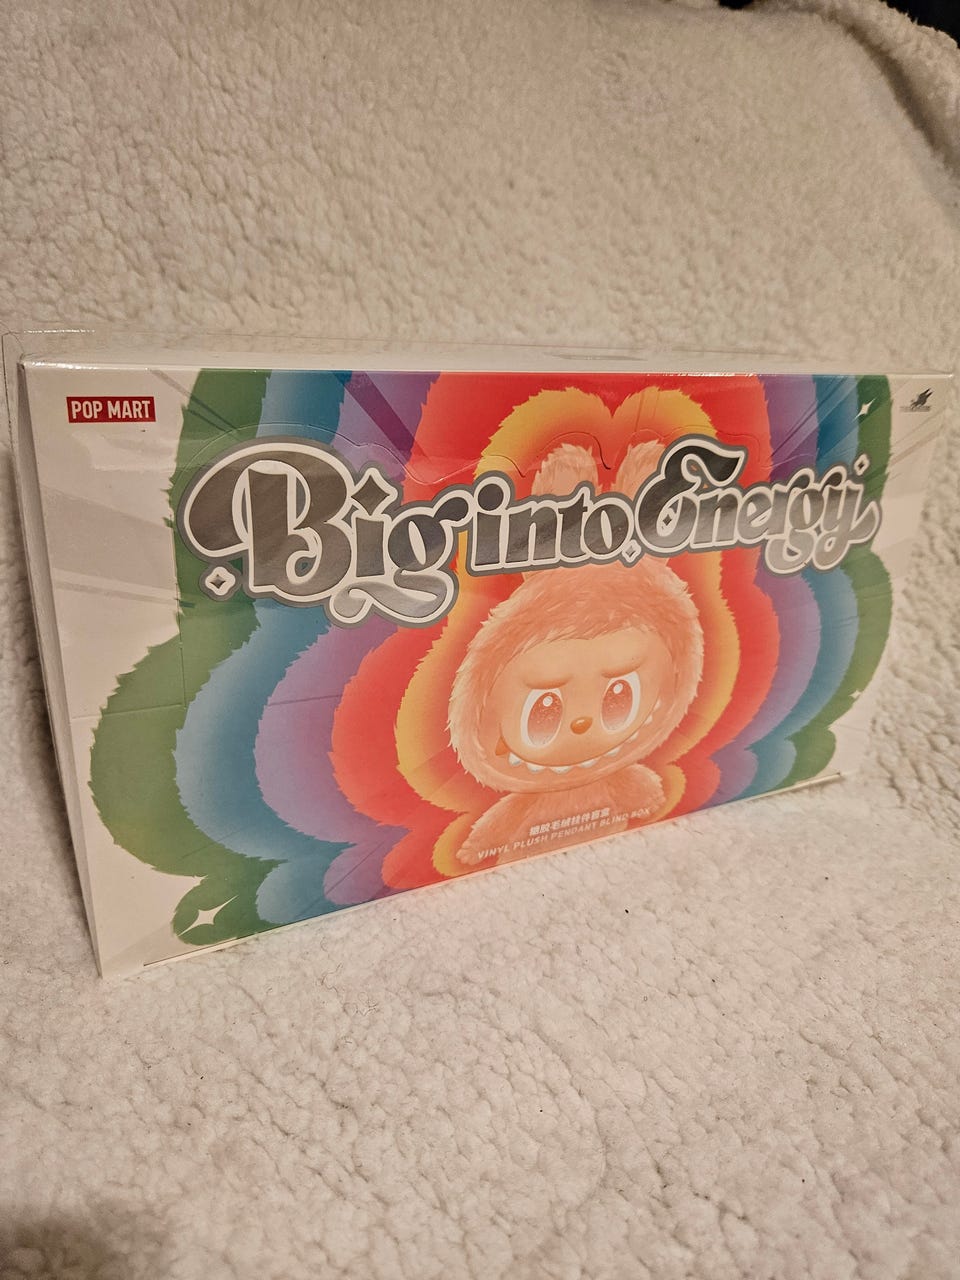 POP MART
Big into Energy
搪胶毛绒挂件盲盒
VINYL PLUSH PENDANT BLIND BOX